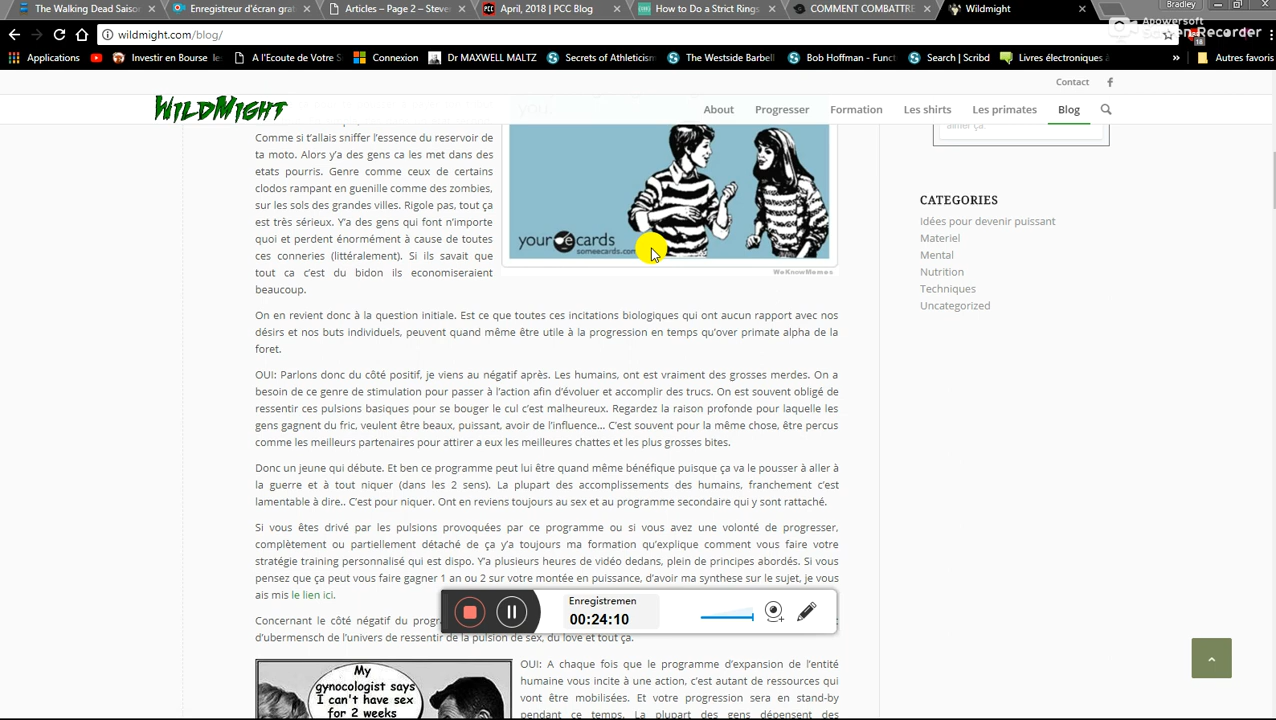 The Walking Dead Saison
Enregistreur d'écran grat
Articles – Page 2 – Steve
April, 2018 | PCC Blog
How to Do a Strict Rings
COMMENT COMBATTRE
Wildmight
Bradley
wildmight.com/blog/
Apowersoft
Screen Recorder
18
Applications
Investir en Bourse
A l'Ecoute de Votre S
Connexion
Dr MAXWELL MALTZ
Secrets of Athleticism
The Westside Barbell
Bob Hoffman - Funct
Search | Scribd
Livres électroniques
»
Autres favoris
Contact
WILDMIGHT
About
Progresser
Formation
Les shirts
Les primates
Blog
YOU.
aimer ça.
Comme si t'allais sniffer l'essence du reservoir de
ta moto. Alors y'a des gens ca les met dans des
etats pourris. Genre comme ceux de certains
clodos rampant en guenille comme des zombies,
sur les sols des grandes villes. Rigole pas, tout ça
est très sérieux. Y'a des gens qui font n'importe
quoi et perdent énormément à cause de toutes
ces conneries (littéralement). Si ils savait que
tout ca c'est du bidon ils economiseraient
beaucoup.
your e cards
someecards.com
WeKnowMemes
CATEGORIES
Idées pour devenir puissant
Materiel
Mental
Nutrition
Techniques
Uncategorized
On en revient donc à la question initiale. Est ce que toutes ces incitations biologiques qui ont aucun rapport avec nos
désirs et nos buts individuels, peuvent quand même être utile à la progression en temps qu'over primate alpha de la
foret.
OUI: Parlons donc du côté positif, je viens au négatif après. Les humains, ont est vraiment des grosses merdes. On a
besoin de ce genre de stimulation pour passer à l'action afin d'évoluer et accomplir des trucs. On est souvent obligé de
ressentir ces pulsions basiques pour se bouger le cul c'est malheureux. Regardez la raison profonde pour laquelle les
gens gagnent du fric, veulent être beaux, puissant, avoir de l'influence… C'est souvent pour la même chose, être percus
comme les meilleurs partenaires pour attirer a eux les meilleures chattes et les plus grosses bites.
Donc un jeune qui débute. Et ben ce programme peut lui être quand même bénéfique puisque ça va le pousser à aller à
la guerre et à tout niquer (dans les 2 sens). La plupart des accomplissements des humains, franchement c'est
lamentable à dire.. C'est pour niquer. Ont en reviens toujours au sex et au programme secondaire qui y sont rattaché.
Si vous êtes drivé par les pulsions provoquées par ce programme ou si vous avez une volonté de progresser,
complètement ou partiellement détaché de ça y'a toujours ma formation qu'explique comment vous faire votre
stratégie training personnalisé qui est dispo. Y'a plusieurs heures de vidéo dedans, plein de principes abordés. Si vous
pensez que ça peut vous faire gagner 1 an ou 2 sur votre montée en puissance, d'avoir ma synthese sur le sujet, je vous
ais mis le lien ici.
Enregistremen
00:24:10
Concernant le côté négatif du prog
d'ubermensch de l'univers de ressentir de la pulsion de sex, du love et tout ça.
My
gynocologist says
I can't have sex
for 2 weeks
OUI: A chaque fois que le programme d'expansion de l'entité
humaine vous incite à une action, c'est autant de ressources qui
vont être mobilisées. Et votre progression sera en stand-by
pendant ce temps. La plupart des gens dépensent des